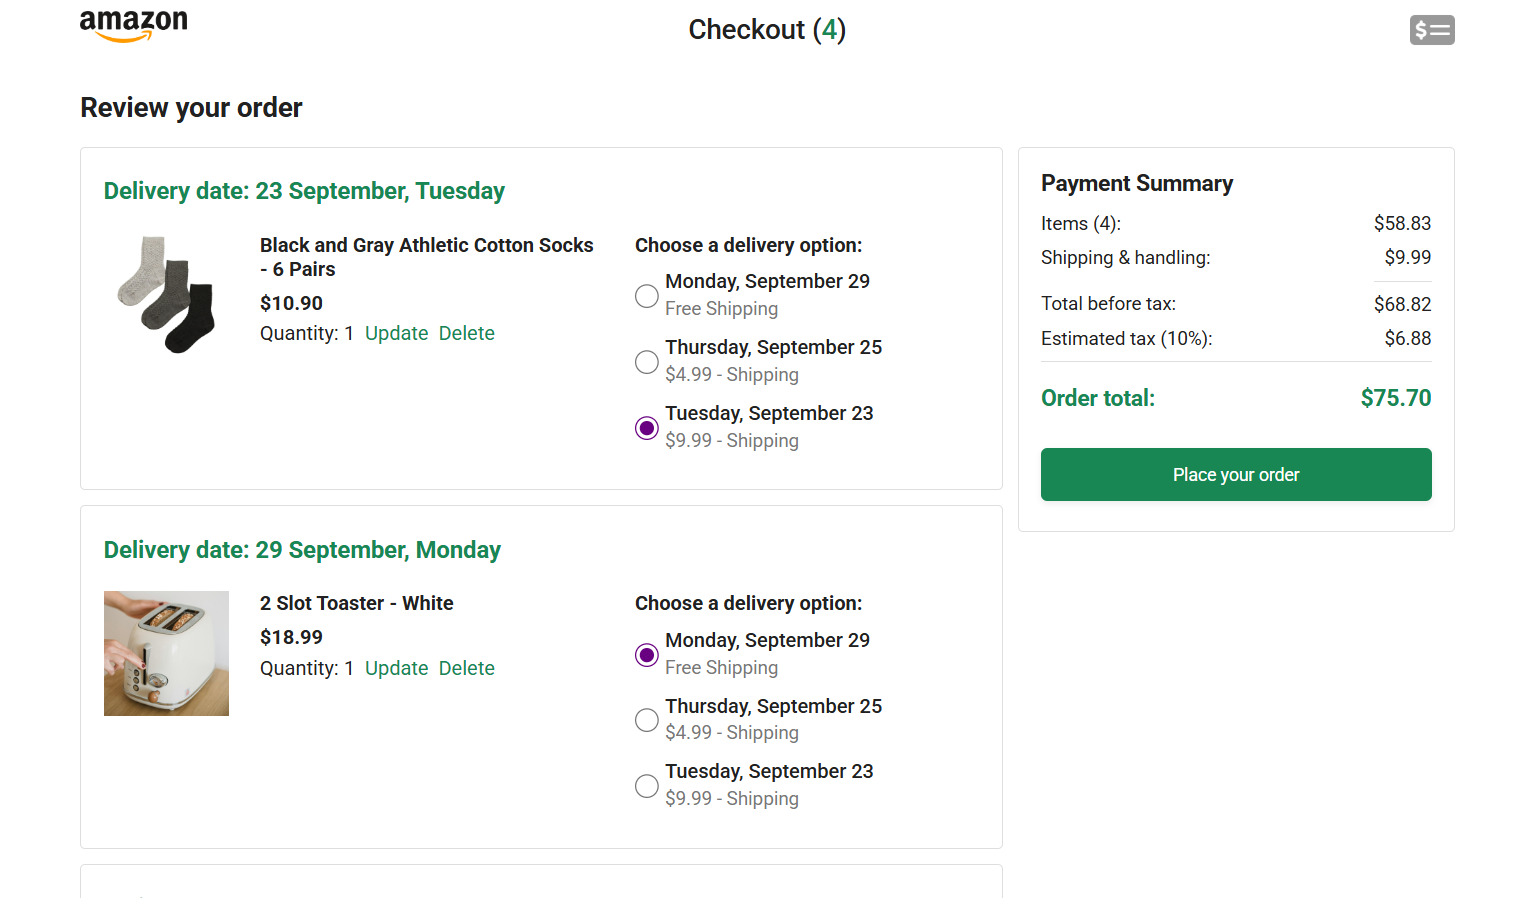 amazon
Checkout (4)
$
Review your order
Delivery date: 23 September, Tuesday
Black and Gray Athletic Cotton Socks
- 6 Pairs
$10.90
Quantity: 1 Update Delete
Choose a delivery option:
Monday, September 29
Free Shipping
Thursday, September 25
$4.99 - Shipping
Tuesday, September 23
$9.99 - Shipping
Delivery date: 29 September, Monday
2 Slot Toaster - White
$18.99
Quantity: 1 Update Delete
Choose a delivery option:
Monday, September 29
Free Shipping
Thursday, September 25
$4.99 - Shipping
Tuesday, September 23
$9.99 - Shipping
Payment Summary
Items (4): $58.83
Shipping & handling: $9.99
Total before tax: $68.82
Estimated tax (10%): $6.88
Order total: $75.70
Place your order